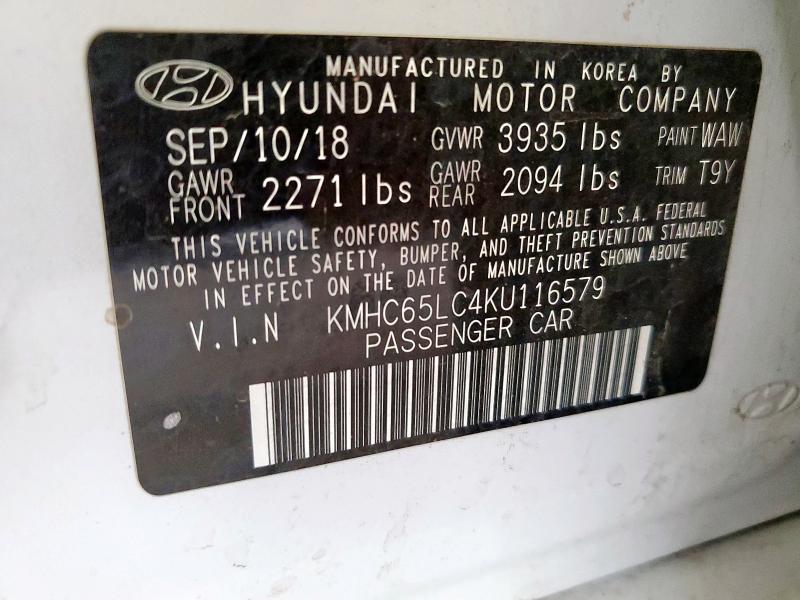 MANUFACTURED IN KOREA BY
HYUNDAI MOTOR COMPANY
SEP/10/18 GVWR 3935 lbs PAINT WAW
GAWR FRONT 2271 lbs GAWR REAR 2094 lbs TRIM T9Y
THIS VEHICLE CONFORMS TO ALL APPLICABLE U.S.A. FEDERAL
MOTOR VEHICLE SAFETY, BUMPER, AND THEFT PREVENTION STANDARDS
IN EFFECT ON THE DATE OF MANUFACTURE SHOWN ABOVE
V.I.N KMHC65LC4KU116579
PASSENGER CAR